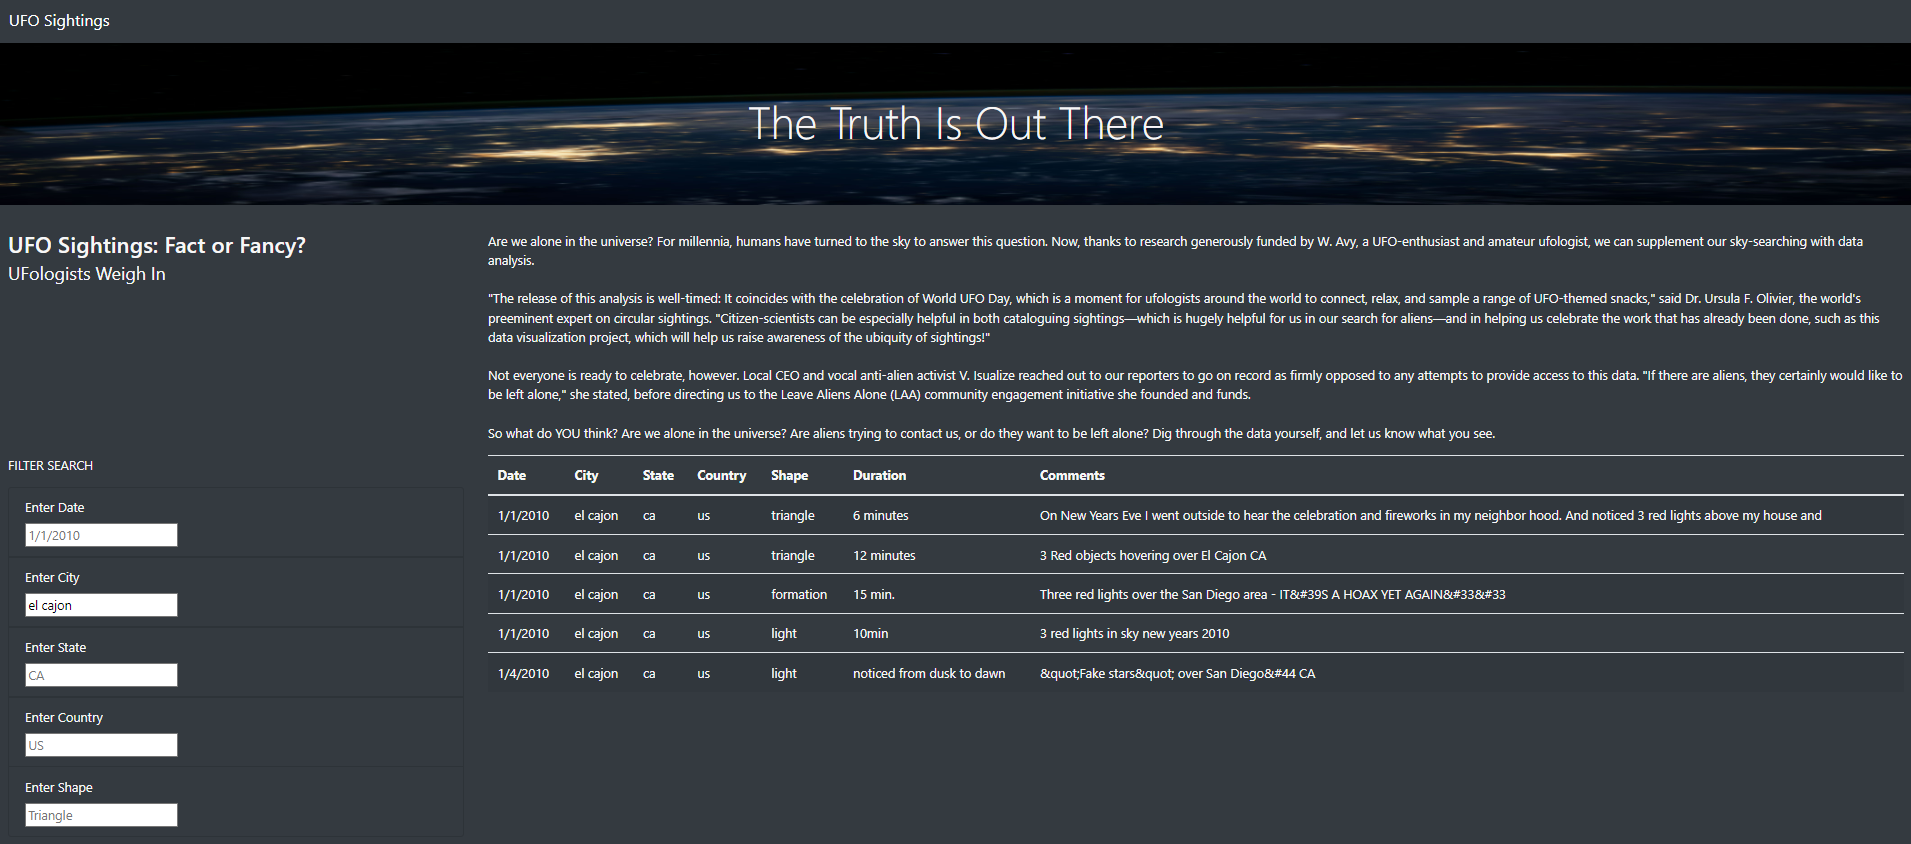 UFO Sightings
The Truth Is Out There
UFO Sightings: Fact or Fancy?
UFologists Weigh In
Are we alone in the universe? For millennia, humans have turned to the sky to answer this question. Now, thanks to research generously funded by W. Avy, a UFO-enthusiast and amateur ufologist, we can supplement our sky-searching with data
analysis.
"The release of this analysis is well-timed: It coincides with the celebration of World UFO Day, which is a moment for ufologists around the world to connect, relax, and sample a range of UFO-themed snacks," said Dr. Ursula F. Olivier, the world's
preeminent expert on circular sightings. "Citizen-scientists can be especially helpful in both cataloguing sightings—which is hugely helpful for us in our search for aliens—and in helping us celebrate the work that has already been done, such as this
data visualization project, which will help us raise awareness of the ubiquity of sightings!"
Not everyone is ready to celebrate, however. Local CEO and vocal anti-alien activist V. Isualize reached out to our reporters to go on record as firmly opposed to any attempts to provide access to this data. "If there are aliens, they certainly would like to
be left alone," she stated, before directing us to the Leave Aliens Alone (LAA) community engagement initiative she founded and funds.
So what do YOU think? Are we alone in the universe? Are aliens trying to contact us, or do they want to be left alone? Dig through the data yourself, and let us know what you see.
FILTER SEARCH
Enter Date
1/1/2010
Enter City
el cajon
Enter State
CA
Enter Country
US
Enter Shape
Triangle
Date City State Country Shape Duration Comments
1/1/2010 el cajon ca us triangle 6 minutes On New Years Eve I went outside to hear the celebration and fireworks in my neighbor hood. And noticed 3 red lights above my house and
1/1/2010 el cajon ca us triangle 12 minutes 3 Red objects hovering over El Cajon CA
1/1/2010 el cajon ca us formation 15 min. Three red lights over the San Diego area - IT&#39S A HOAX YET AGAIN&#33&#33
1/1/2010 el cajon ca us light 10min 3 red lights in sky new years 2010
1/4/2010 el cajon ca us light noticed from dusk to dawn &quot;Fake stars&quot; over San Diego&#44 CA